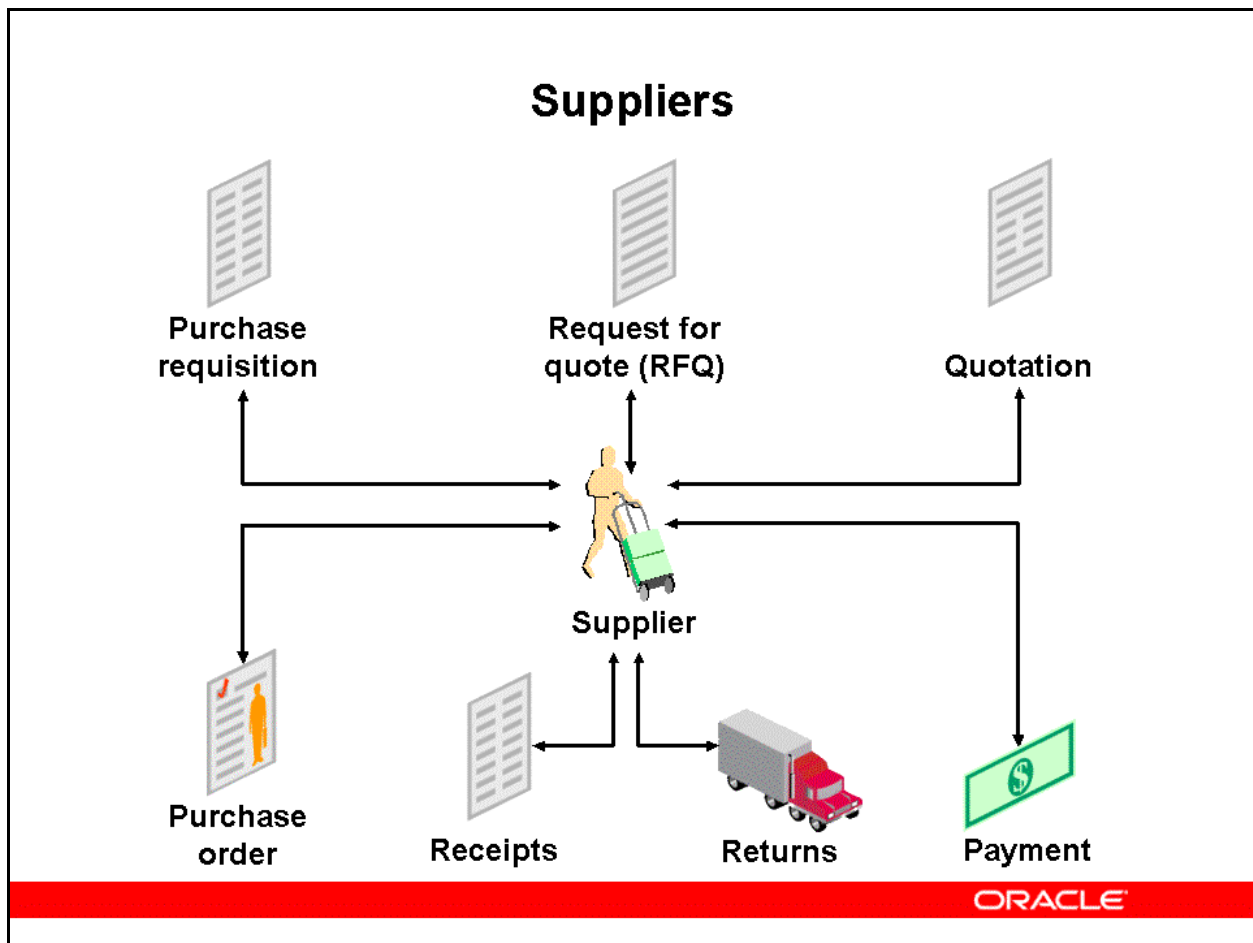 Suppliers
Purchase
requisition
Request for
quote (RFQ)
Quotation
Supplier
Purchase
order
Receipts
Returns
$
Payment
ORACLE